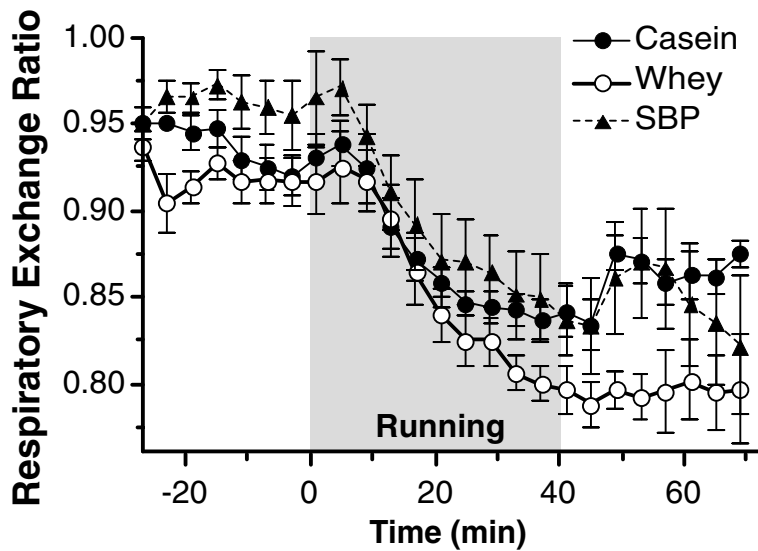 Respiratory Exchange Ratio
1.00
0.95
0.90
0.85
0.80
Casein
Whey
SBP
Running
-20
0
20
40
60
Time (min)